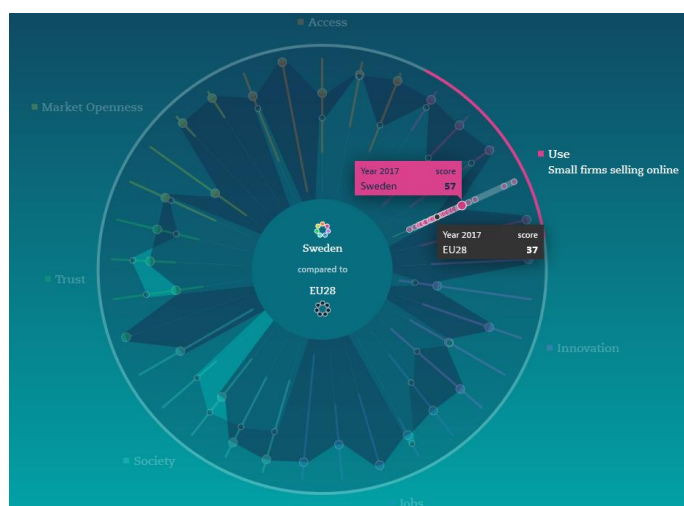 Access
Market Openness
Use
Small firms selling online
Year 2017 score
Sweden 57
Year 2017 score
EU28 37
Sweden
compared to
EU28
Trust
Innovation
Society
Jobs